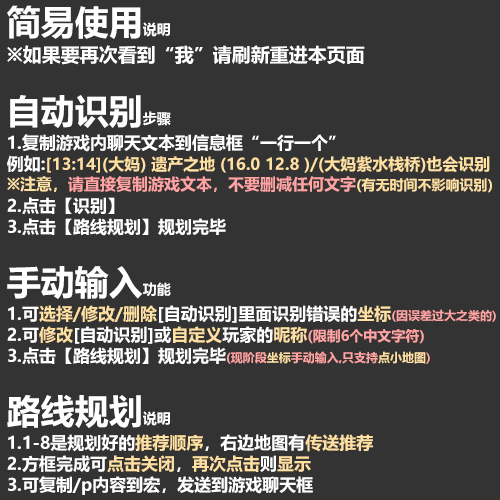 简易使用说明
※如果要再次看到“我”请刷新重进本页面
自动识别步骤
1.复制游戏内聊天文本到信息框“一行一个”
例如:[13:14](大妈) 遗产之地 (16.0 12.8 )/(大妈紫水栈桥)也会识别
※注意，请直接复制游戏文本，不要删减任何文字(有无时间不影响识别)
2.点击【识别】
3.点击【路线规划】规划完毕
手动输入功能
1.可选择/修改/删除[自动识别]里面识别错误的坐标(因误差过大之类的)
2.可修改[自动识别]或自定义玩家的昵称(限制6个中文字符)
3.点击【路线规划】规划完毕(现阶段坐标手动输入,只支持点小地图)
路线规划说明
1.1-8是规划好的推荐顺序，右边地图有传送推荐
2.方框完成可点击关闭，再次点击则显示
3.可复制/p内容到宏，发送到游戏聊天框